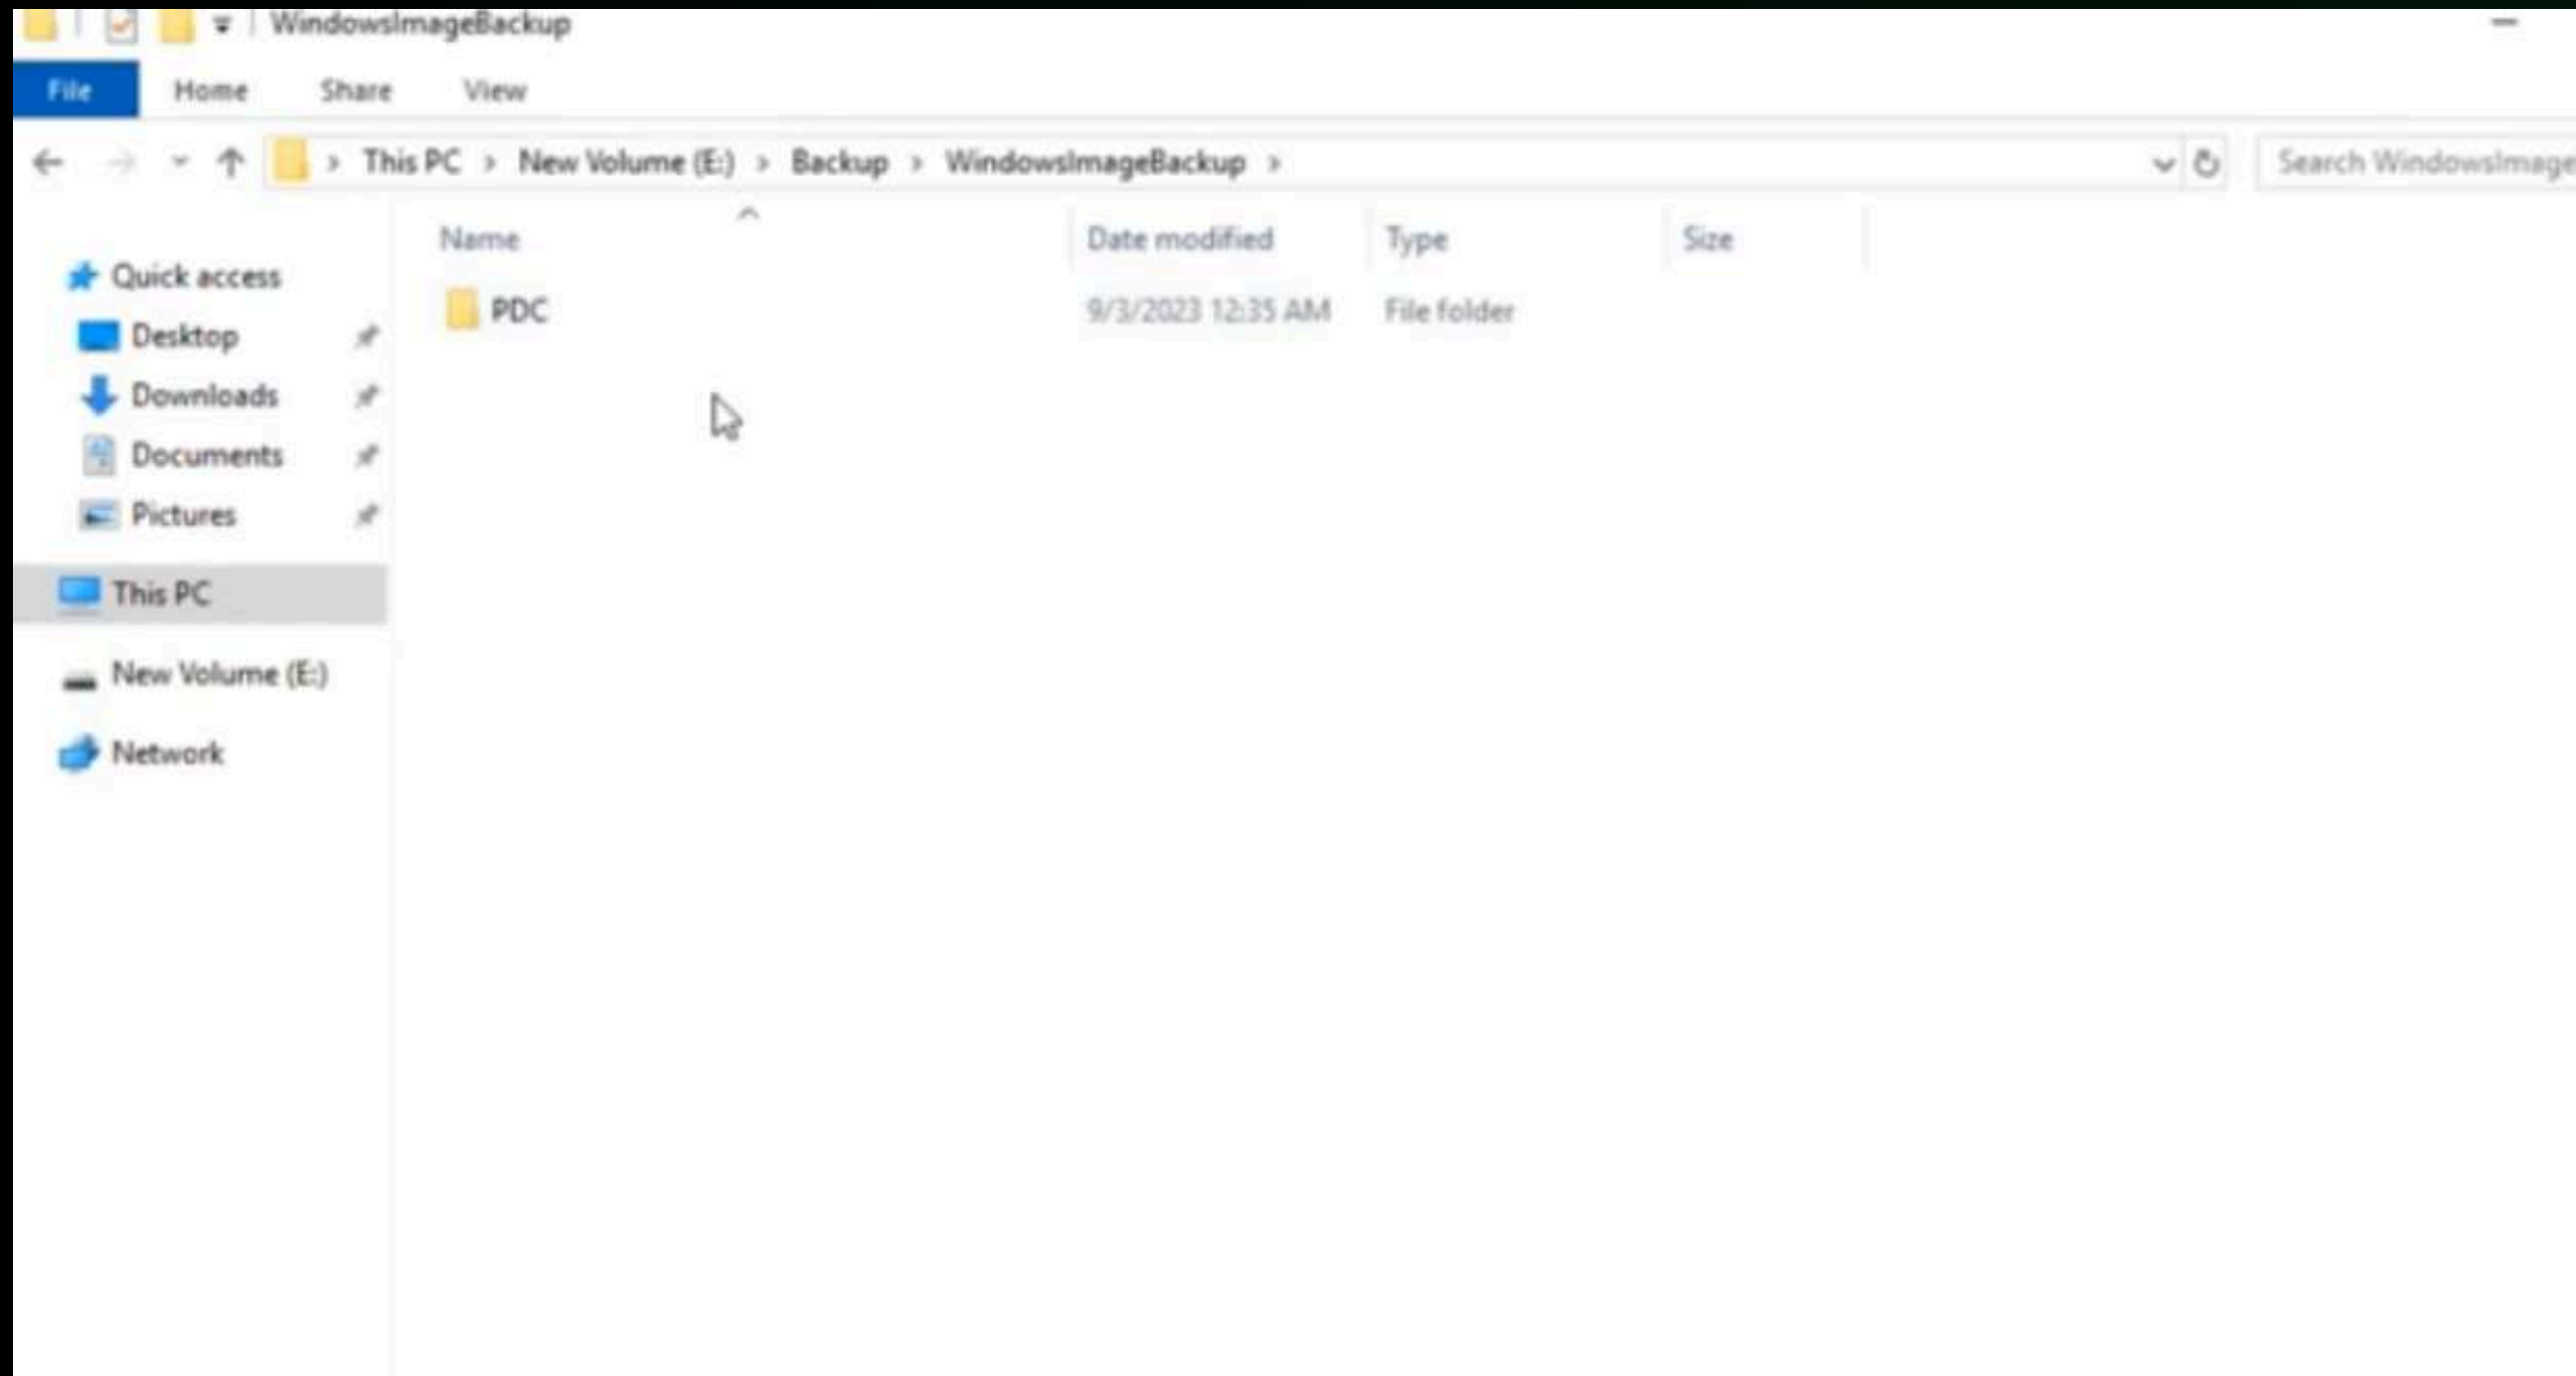 WindowsImageBackup
File Home Share View
This PC > New Volume (E:) > Backup > WindowsImageBackup >
Search WindowsImage
Name Date modified Type Size
PDC 9/3/2023 12:35 AM File folder
Quick access
Desktop
Downloads
Documents
Pictures
This PC
New Volume (E:)
Network